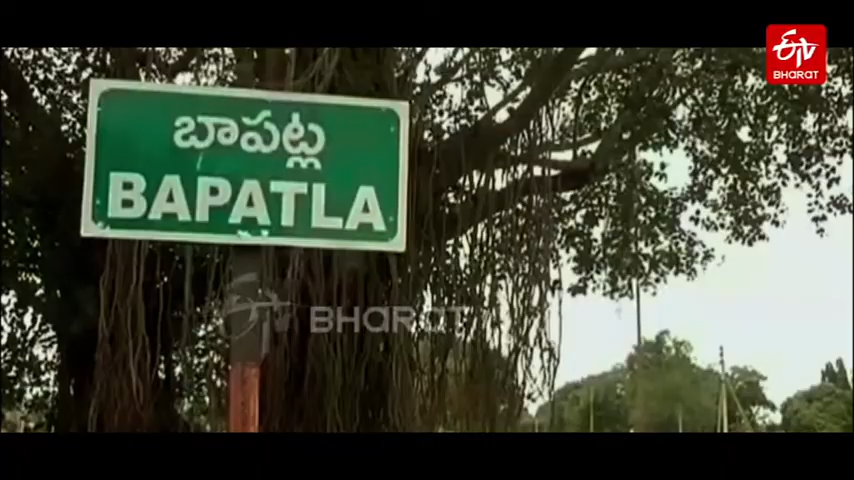 ETV
BHARAT
బాపట్ల
BAPATLA
ETV BHARAT